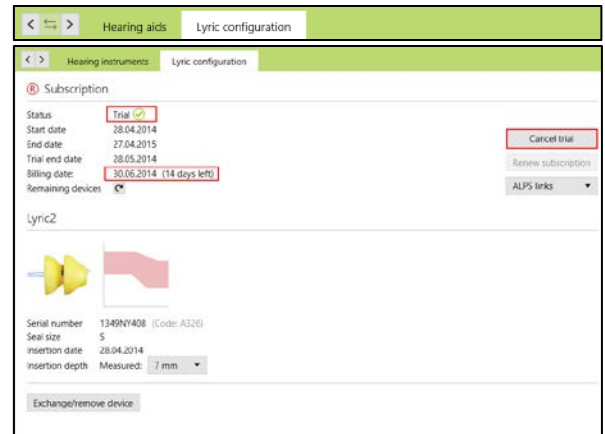 Hearing aids Lyric configuration
Hearing instruments Lyric configuration
R Subscription
Status Trial
Start date 28.04.2014
End date 27.04.2015
Cancel trial
Trial end date 28.05.2014
Renew subscription
Billing date: 30.06.2014 (14 days left)
Remaining devices
ALPS links
Lyric2
Serial number 1349NY408 (Code: A326)
Seal size S
Insertion date 28.04.2014
Insertion depth Measured: 7 mm
Exchange/remove device